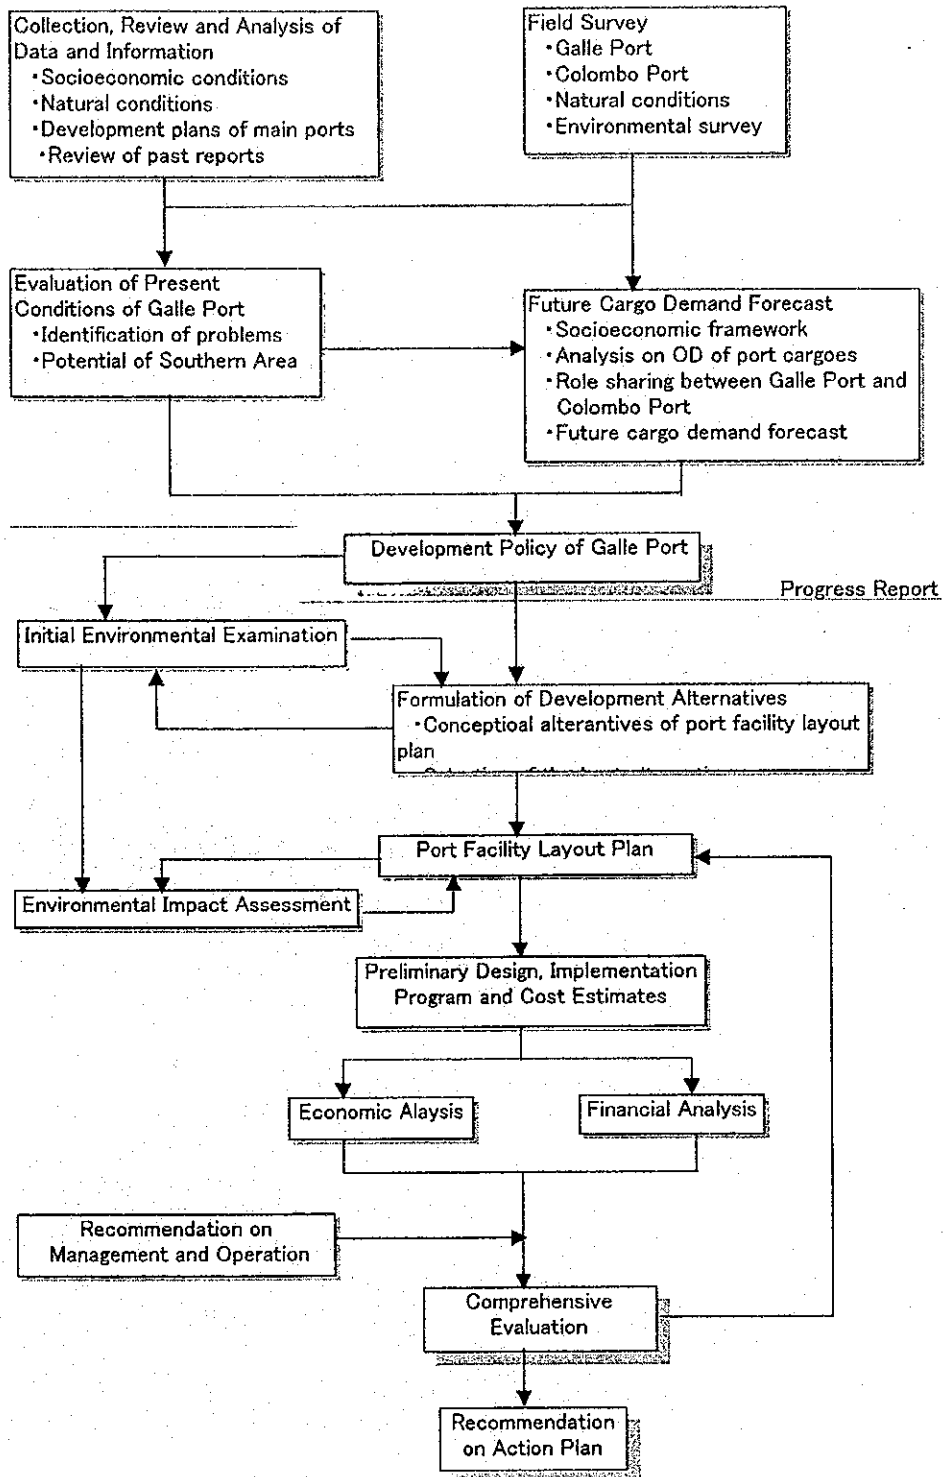 Collection, Review and Analysis of
Data and Information
・Socioeconomic conditions
・Natural conditions
・Development plans of main ports
・Review of past reports
Field Survey
・Galle Port
・Colombo Port
・Natural conditions
・Environmental survey
Evaluation of Present
Conditions of Galle Port
・Identification of problems
・Potential of Southern Area
Future Cargo Demand Forecast
・Socioeconomic framework
・Analysis on OD of port cargoes
・Role sharing between Galle Port and
Colombo Port
・Future cargo demand forecast
Development Policy of Galle Port
Progress Report
Initial Environmental Examination
Formulation of Development Alternatives
・Conceptioal alterantives of port facility layout
plan
Port Facility Layout Plan
Environmental Impact Assessment
Preliminary Design, Implementation
Program and Cost Estimates
Economic Alaysis
Financial Analysis
Recommendation on
Management and Operation
Comprehensive
Evaluation
Recommendation
on Action Plan